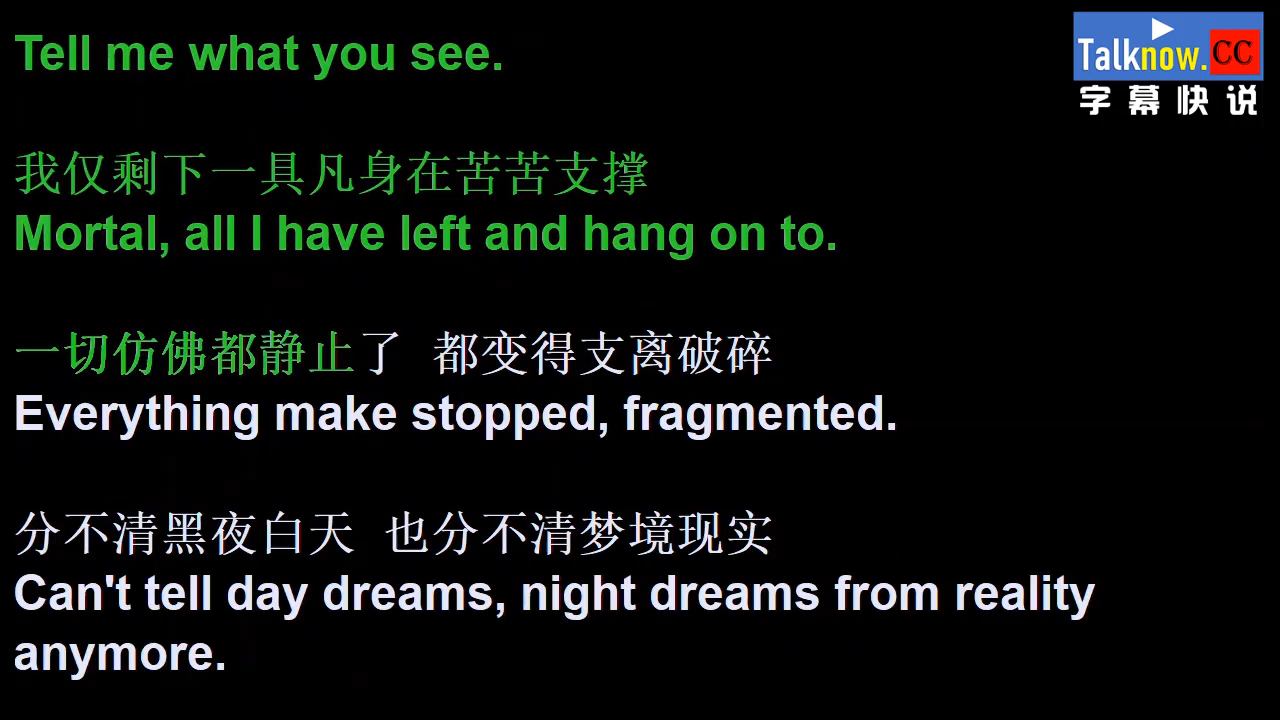 Tell me what you see.
Talknow.CC
字幕快说
我仅剩下一具凡身在苦苦支撑
Mortal, all I have left and hang on to.
一切仿佛都静止了 都变得支离破碎
Everything make stopped, fragmented.
分不清黑夜白天 也分不清梦境现实
Can't tell day dreams, night dreams from reality
anymore.